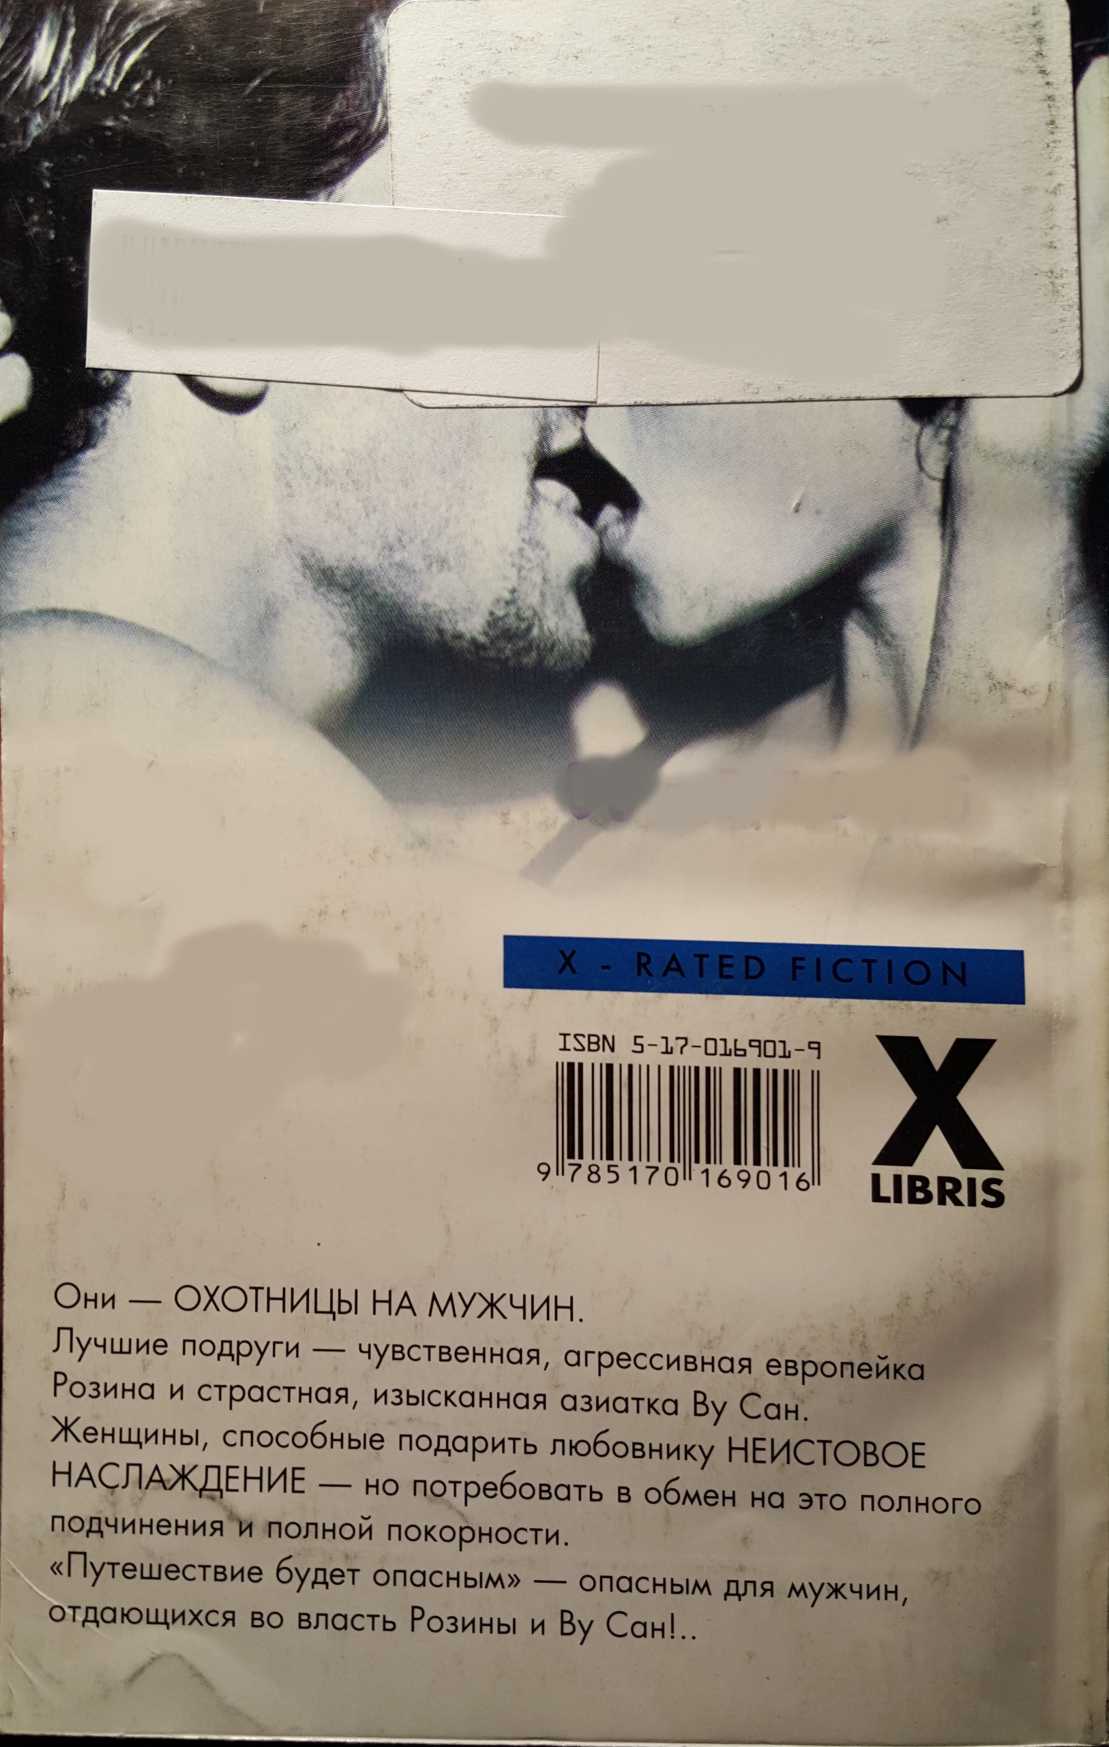 X - RATED FICTION
ISBN 5-17-016901-9
9 785170 169016
X
LIBRIS
Они — ОХОТНИЦЫ НА МУЖЧИН.
Лучшие подруги — чувственная, агрессивная европейка
Розина и страстная, изысканная азиатка Ву Сан.
Женщины, способные подарить любовнику НЕИСТОВОЕ
НАСЛАЖДЕНИЕ — но потребовать в обмен на это полного
подчинения и полной покорности.
«Путешествие будет опасным» — опасным для мужчин,
отдающихся во власть Розины и Ву Сан!..